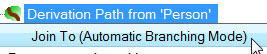 Derivation Path from 'Person'
Join To (Automatic Branching Mode)